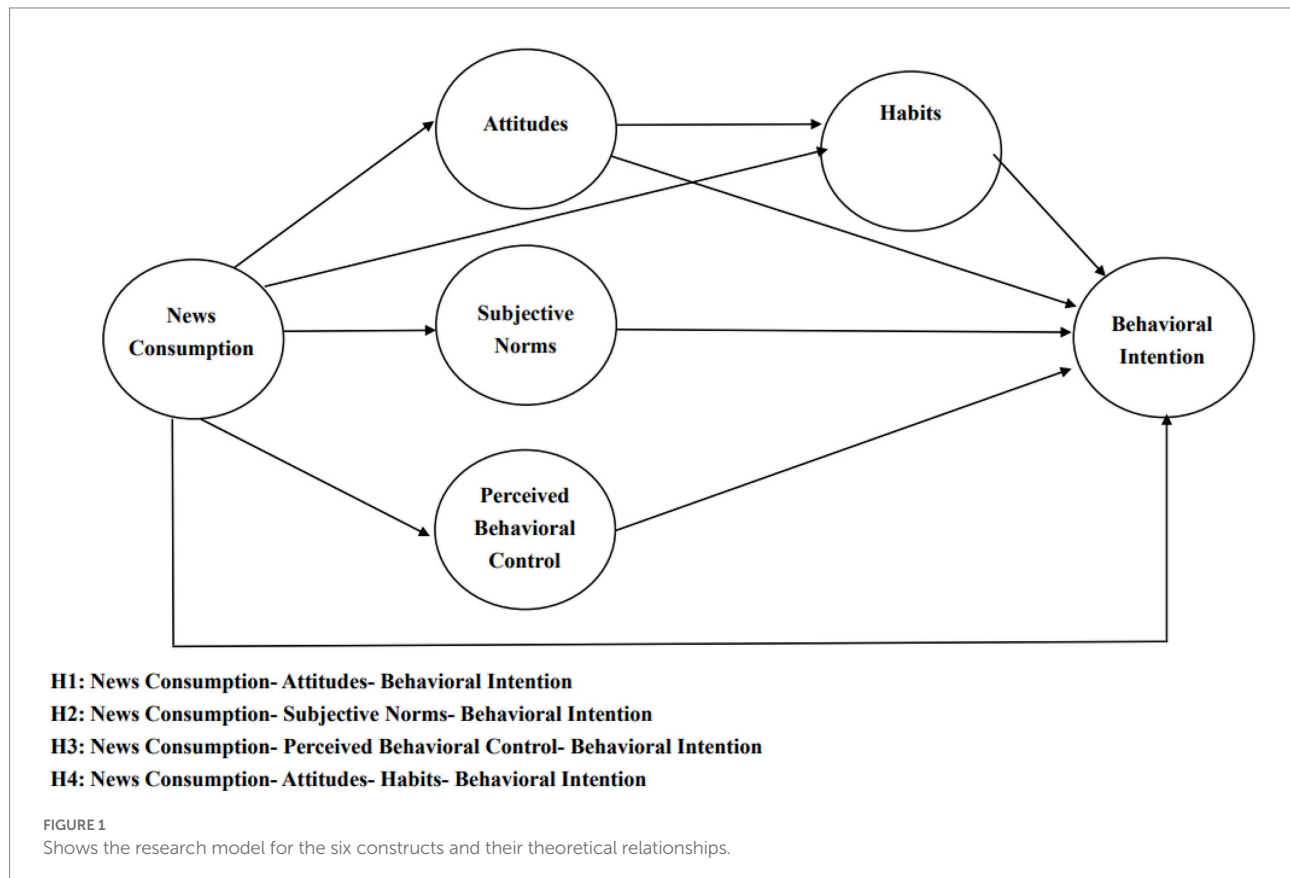 Attitudes
Habits
News
Consumption
Subjective
Norms
Behavioral
Intention
Perceived
Behavioral
Control
H1: News Consumption- Attitudes- Behavioral Intention
H2: News Consumption- Subjective Norms- Behavioral Intention
H3: News Consumption- Perceived Behavioral Control- Behavioral Intention
H4: News Consumption- Attitudes- Habits- Behavioral Intention
FIGURE 1
Shows the research model for the six constructs and their theoretical relationships.